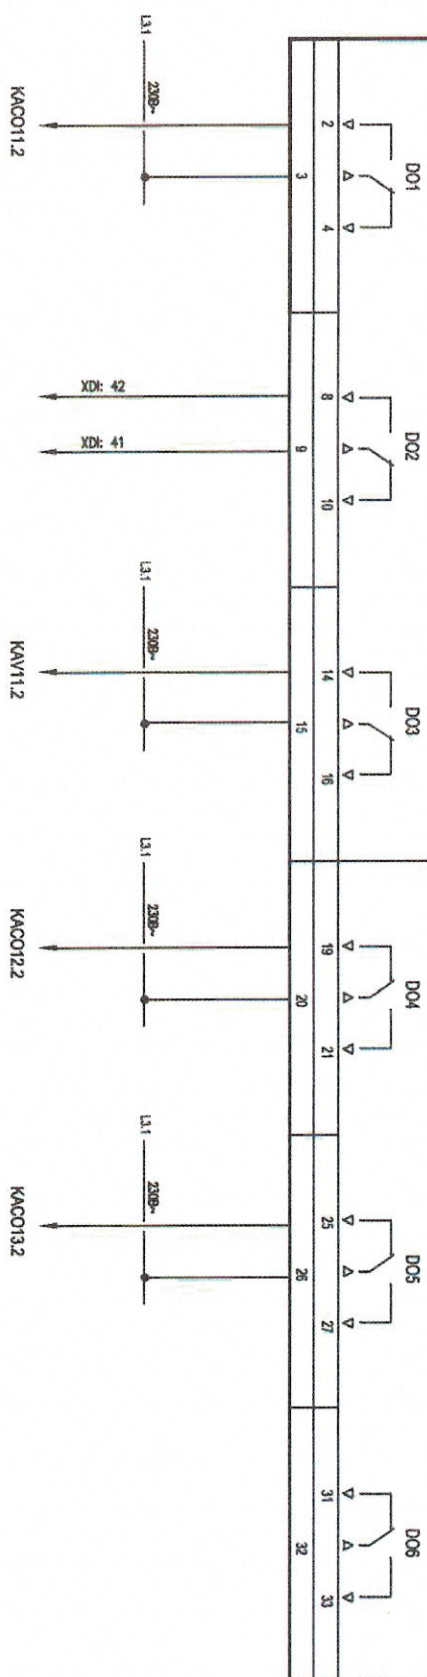 DO1
2
3
4
L3.1
230В~
KACO11.2
DO2
8
9
10
XDI: 42
XDI: 41
DO3
14
15
16
L3.1
230В~
KAV11.2
DO4
19
20
21
L3.1
230В~
KACO12.2
DO5
25
26
27
L3.1
230В~
KACO13.2
DO6
31
32
33